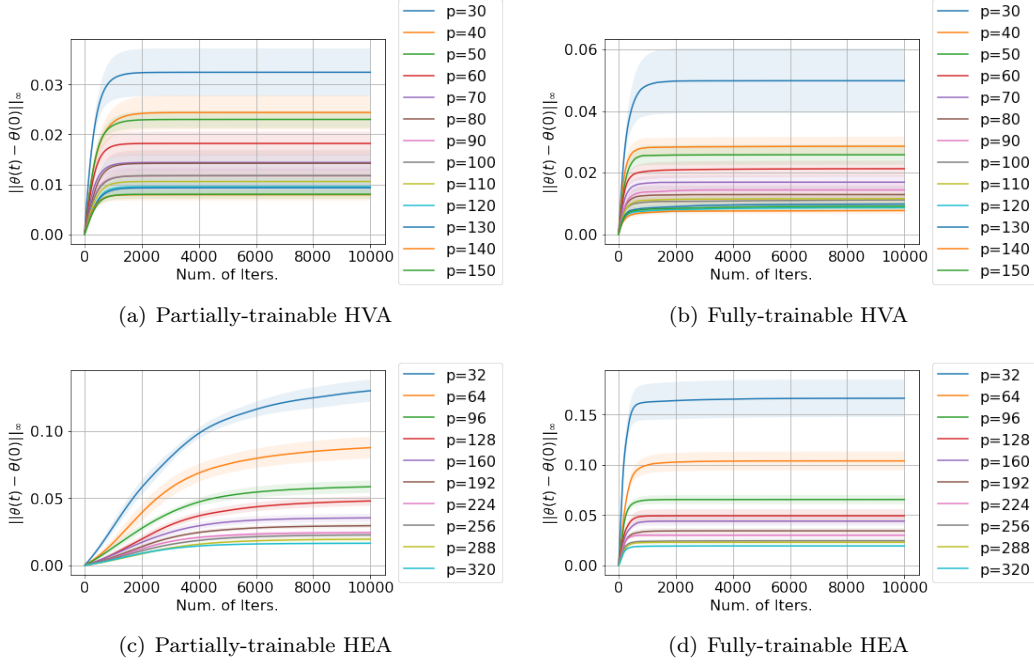 ||θ(t) − θ(0)||∞
0.03
0.02
0.01
0.00
0 2000 4000 6000 8000 10000
Num. of Iters.
p=30
p=40
p=50
p=60
p=70
p=80
p=90
p=100
p=110
p=120
p=130
p=140
p=150
(a) Partially-trainable HVA
||θ(t) − θ(0)||∞
0.06
0.04
0.02
0.00
0 2000 4000 6000 8000 10000
Num. of Iters.
p=30
p=40
p=50
p=60
p=70
p=80
p=90
p=100
p=110
p=120
p=130
p=140
p=150
(b) Fully-trainable HVA
||θ(t) − θ(0)||∞
0.10
0.05
0.00
0 2000 4000 6000 8000 10000
Num. of Iters.
p=32
p=64
p=96
p=128
p=160
p=192
p=224
p=256
p=288
p=320
(c) Partially-trainable HEA
||θ(t) − θ(0)||∞
0.15
0.10
0.05
0.00
0 2000 4000 6000 8000 10000
Num. of Iters.
p=32
p=64
p=96
p=128
p=160
p=192
p=224
p=256
p=288
p=320
(d) Fully-trainable HEA